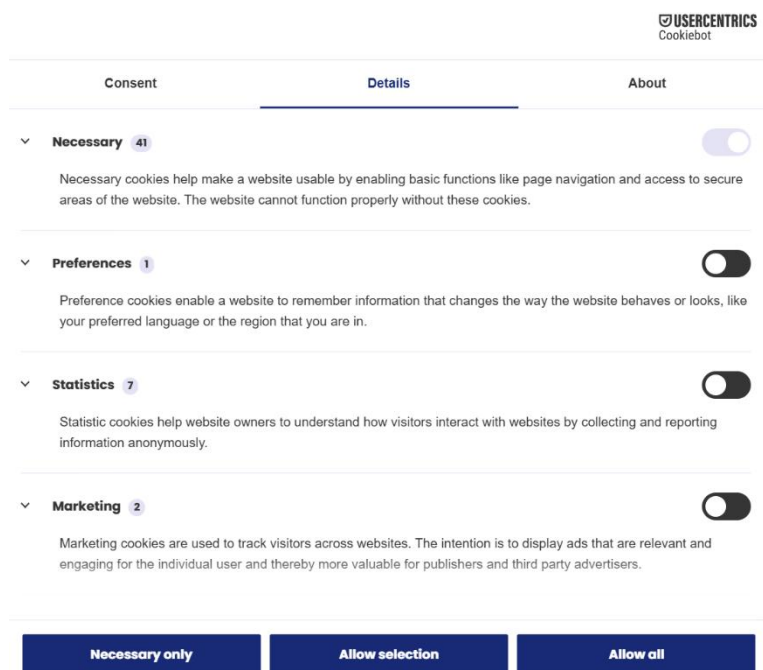 USERCENTRICS
Cookiebot
Consent Details About
Necessary 41
Necessary cookies help make a website usable by enabling basic functions like page navigation and access to secure
areas of the website. The website cannot function properly without these cookies.
Preferences 1
Preference cookies enable a website to remember information that changes the way the website behaves or looks, like
your preferred language or the region that you are in.
Statistics 7
Statistic cookies help website owners to understand how visitors interact with websites by collecting and reporting
information anonymously.
Marketing 2
Marketing cookies are used to track visitors across websites. The intention is to display ads that are relevant and
engaging for the individual user and thereby more valuable for publishers and third party advertisers.
Necessary only Allow selection Allow all